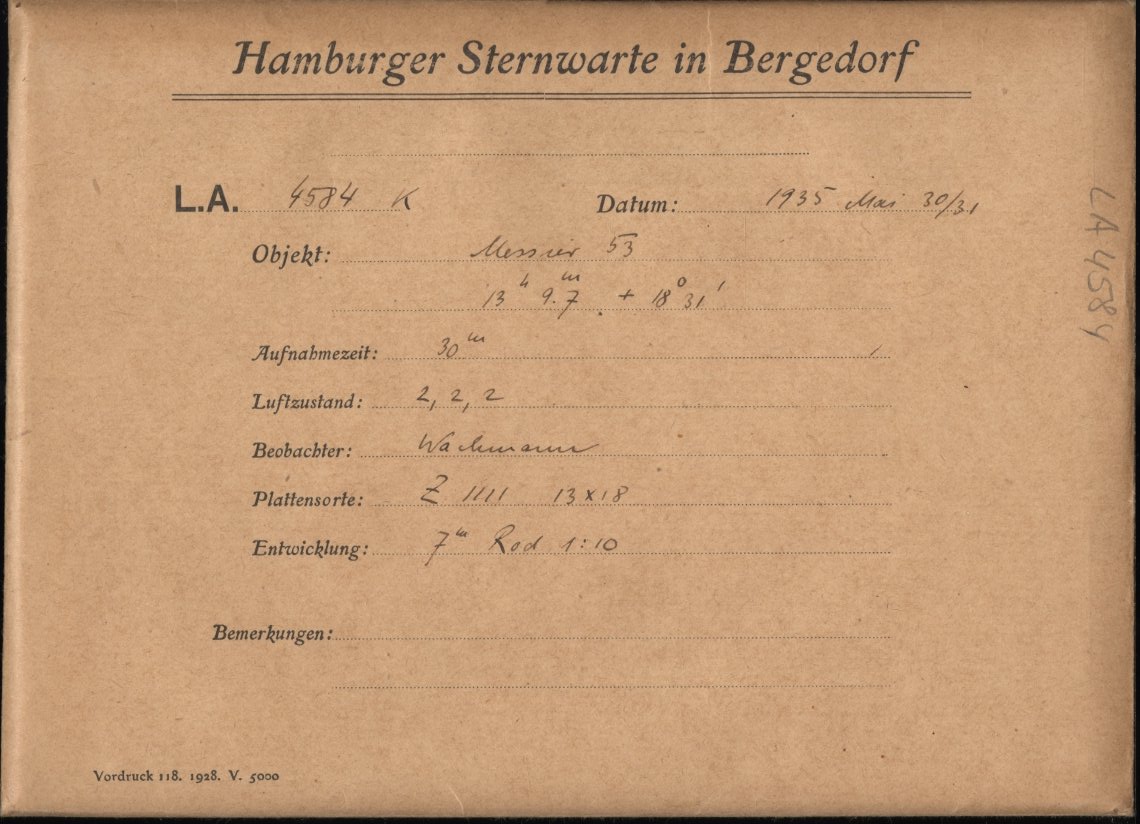 Hamburger Sternwarte in Bergedorf
L.A. 4584 K Datum: 1935 Mai 30/31
Objekt: Messier 53
13ʰ 9.7ᵐ + 18° 31'
Aufnahmezeit: 30ᵐ
Luftzustand: 2, 2, 2
Beobachter: Wachmann
Plattensorte: Z 1111 13x18
Entwicklung: 7ᵐ Rod 1:10
Bemerkungen:
Vordruck 118. 1928. V. 5000
LA 4584